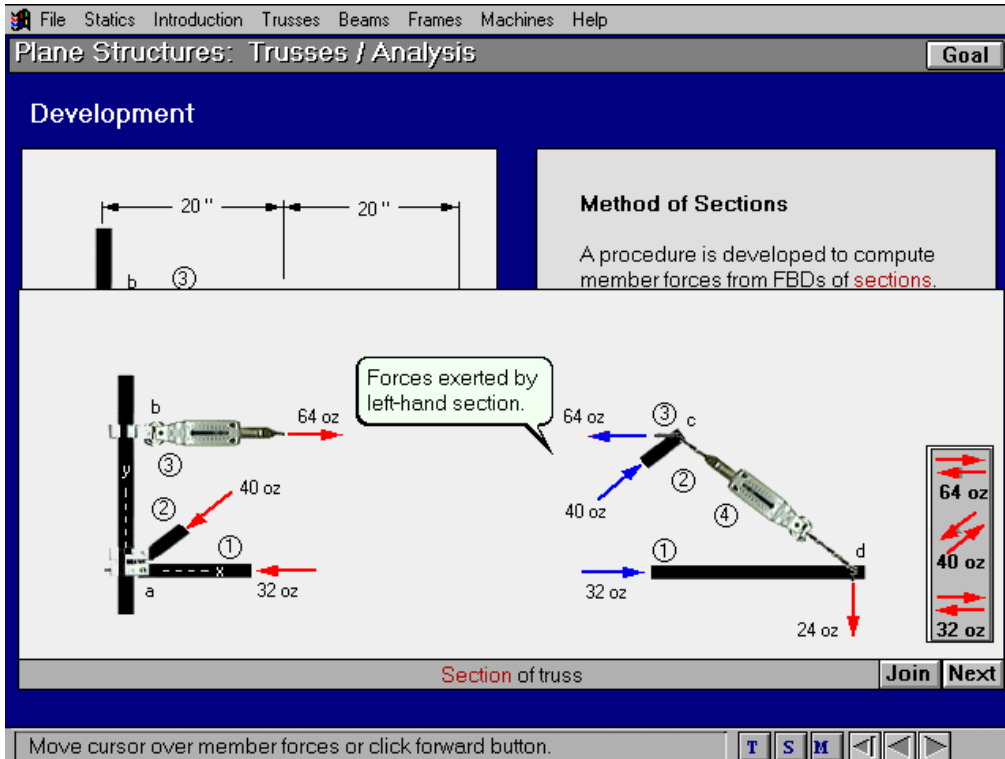 File Statics Introduction Trusses Beams Frames Machines Help
Plane Structures: Trusses / Analysis
Goal
Development
20 "
20 "
b
③
Method of Sections
A procedure is developed to compute
member forces from FBDs of sections.
b
64 oz
③
y
②
40 oz
①
x
a
32 oz
Forces exerted by
left-hand section.
64 oz
③
c
②
40 oz
④
①
d
32 oz
24 oz
64 oz
40 oz
32 oz
Section of truss
Join
Next
Move cursor over member forces or click forward button.
T S M